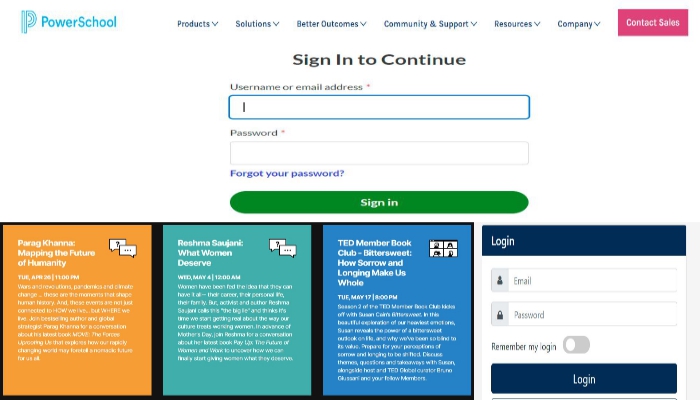 PowerSchool
Products
Solutions
Better Outcomes
Community & Support
Resources
Company
Contact Sales
Sign In to Continue
Username or email address *
Password *
Forgot your password?
Sign in
Parag Khanna:
Mapping the Future
of Humanity
TUE, APR 26 | 11:00 PM
Wars and revolutions, pandemics and climate
change ... these are the moments that shape
human history. And, these events are not just
connected to HOW we live... but WHERE we
live. Join bestselling author and global
strategist Parag Khanna for a conversation
about his latest book MOVE: The Forces
Uprooting Us that explores how our rapidly
changing world may foretell a nomadic future
for us all.
Reshma Saujani:
What Women
Deserve
WED, MAY 4 | 12:00 AM
Women have been fed the idea that they can
have it all— their career, their personal life,
their family. But, activist and author Reshma
Saujani calls this "the big lie" and thinks it's
time we start getting real about the way our
culture treats working women. In advance of
Mother's Day, join Reshma for a conversation
about her latest book Pay Up: The Future of
Women and Work to uncover how we can
finally start giving women what they deserve.
TED Member Book
Club - Bittersweet:
How Sorrow and
Longing Make Us
Whole
TUE, MAY 17 | 8:00 PM
Season 2 of the TED Member Book Club kicks
off with Susan Cain's Bittersweet. In this
beautiful exploration of our heaviest emotions,
Susan reveals the power of a bittersweet
outlook on life, and why we've been so blind to
its value. Prepare for your perceptions of
sorrow and longing to be shifted. Discuss
themes, questions and takeaways with Susan,
alongside host and TED Global curator Bruno
Giussani and your fellow Members.
Login
Email
Password
Remember my login
Login